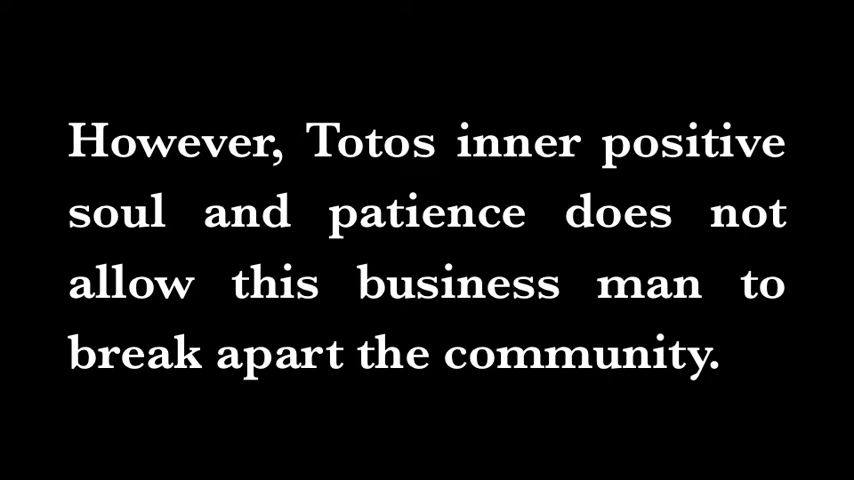 However, Totos inner positive
soul and patience does not
allow this business man to
break apart the community.